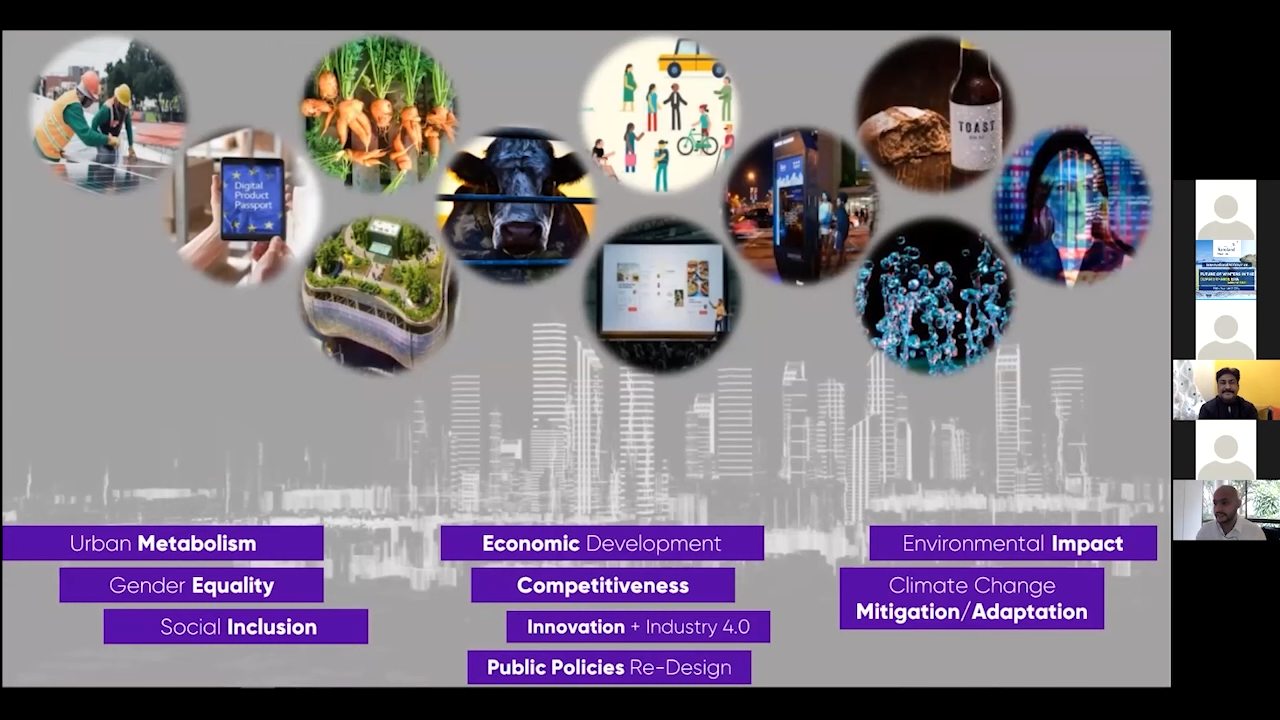 Digital
Product
Passport
TOAST
Urban Metabolism
Gender Equality
Social Inclusion
Economic Development
Competitiveness
Innovation + Industry 4.0
Public Policies Re-Design
Environmental Impact
Climate Change
Mitigation/Adaptation